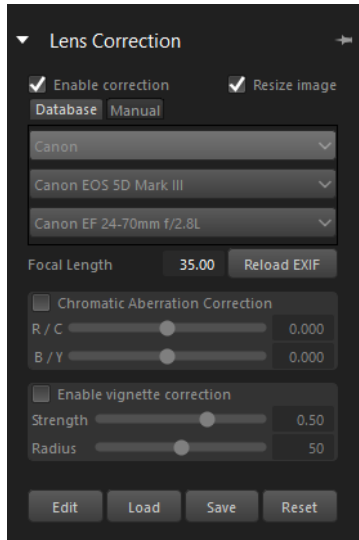 Lens Correction
Enable correction Resize image
Database Manual
Canon
Canon EOS 5D Mark III
Canon EF 24-70mm f/2.8L
Focal Length 35.00 Reload EXIF
Chromatic Aberration Correction
R / C 0.000
B / Y 0.000
Enable vignette correction
Strength 0.50
Radius 50
Edit Load Save Reset